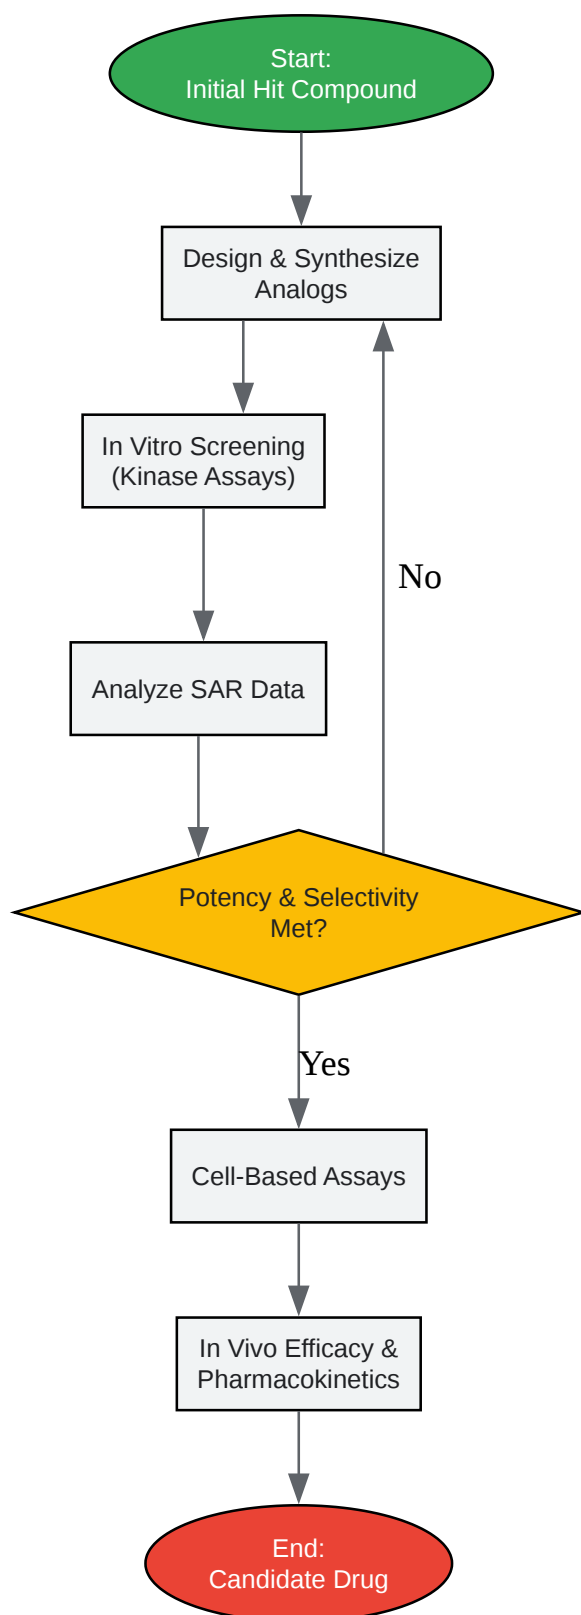 Start:
Initial Hit Compound
Design & Synthesize
Analogs
In Vitro Screening
(Kinase Assays)
No
Analyze SAR Data
Potency & Selectivity
Met?
Yes
Cell-Based Assays
In Vivo Efficacy &
Pharmacokinetics
End:
Candidate Drug